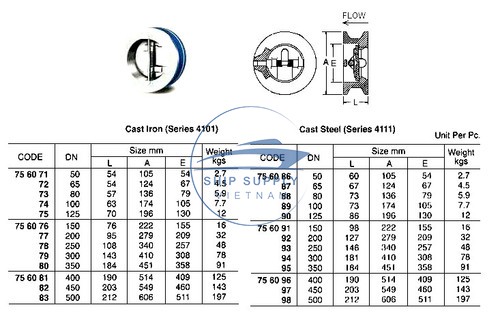 FLOW
A
E
L
Cast Iron (Series 4101) Cast Steel (Series 4111) Unit Per Pc.
CODE DN Size mm Weight kgs CODE DN Size mm Weight kgs
L A E L A E
75 60 71 50 54 105 54 2.7 75 60 86 50 60 105 54 2.7
72 65 54 124 67 4.5 87 65 67 124 67 4.5
73 80 57 136 79 5.9 88 80 73 136 79 5.9
74 100 63 174 105 7.7 89 100 73 174 105 7.7
75 125 70 196 130 12 90 125 86 196 130 12
75 60 76 150 76 222 155 16 75 60 91 150 98 222 155 16
77 200 95 279 209 32 92 200 127 279 209 32
78 250 108 340 257 48 93 250 146 340 257 48
79 300 143 410 308 78 94 300 181 410 308 78
80 350 184 451 358 91 95 350 184 451 358 91
75 60 81 400 190 514 409 125 75 60 96 400 190 514 409 125
82 450 203 549 460 143 97 450 203 549 460 143
83 500 212 606 511 197 98 500 212 606 511 197
SHIP SUPPLY
VIETNAM